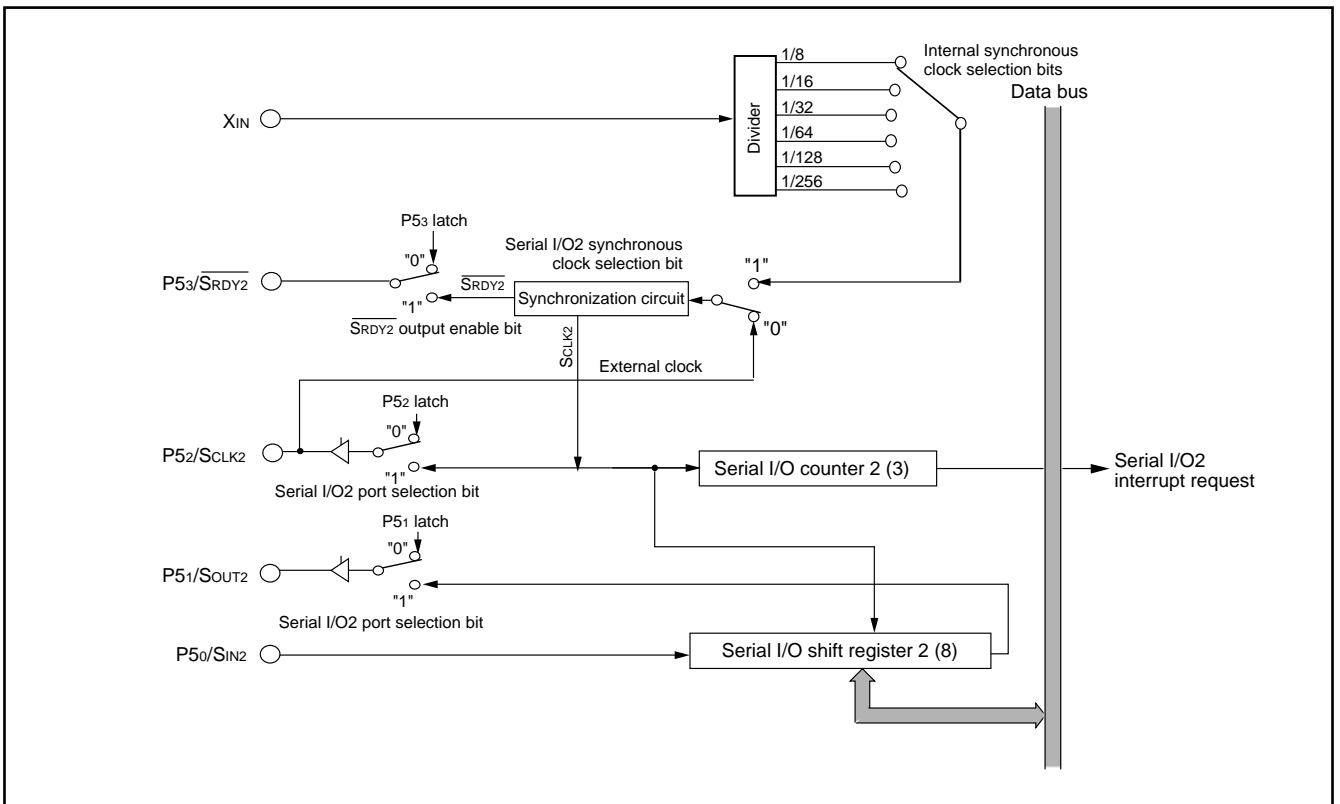 Internal synchronous
clock selection bits
Data bus
XIN
Divider
1/8
1/16
1/32
1/64
1/128
1/256
P53 latch
"0"
P53/SRDY2
"1"
SRDY2
SRDY2 output enable bit
Serial I/O2 synchronous
clock selection bit
Synchronization circuit
"1"
"0"
SCLK2
External clock
P52 latch
"0"
P52/SCLK2
"1"
Serial I/O2 port selection bit
Serial I/O counter 2 (3)
Serial I/O2
interrupt request
P51 latch
"0"
P51/SOUT2
"1"
Serial I/O2 port selection bit
P50/SIN2
Serial I/O shift register 2 (8)